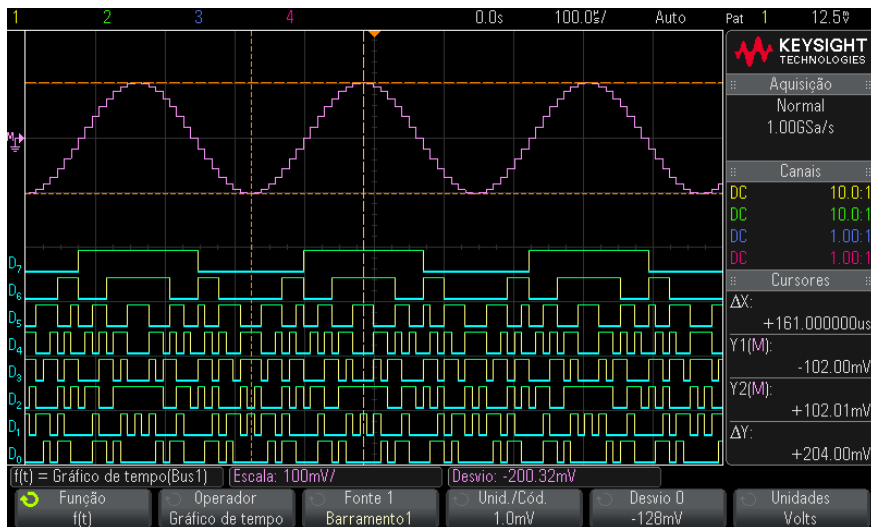 1 2 3 4 0.0s 100.0㎲/ Auto Pat 1 12.5V
KEYSIGHT
TECHNOLOGIES
Aquisição
Normal
1.00GSa/s
Canais
DC 10.0:1
DC 10.0:1
DC 1.00:1
DC 1.00:1
Cursores
ΔX:
+161.000000us
Y1(M):
-102.00mV
Y2(M):
+102.01mV
ΔY:
+204.00mV
M
D7
D6
D5
D4
D3
D2
D1
D0
f(t) = Gráfico de tempo(Bus1) Escala: 100mV/ Desvio: -200.32mV
Função
f(t)
Operador
Gráfico de tempo
Fonte 1
Barramento1
Unid./Cód.
1.0mV
Desvio 0
-128mV
Unidades
Volts